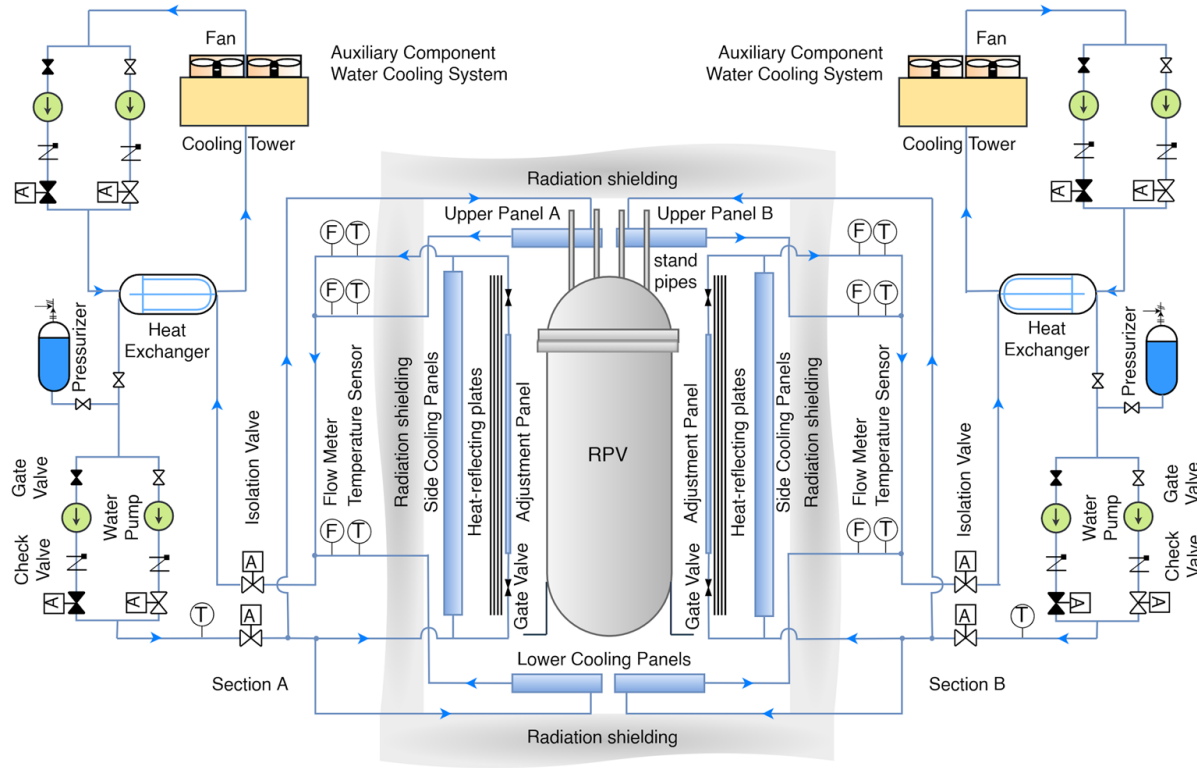 Fan
Auxiliary Component
Water Cooling System
Cooling Tower
A
A
Auxiliary Component
Water Cooling System
Fan
Cooling Tower
A
A
Radiation shielding
Upper Panel A
Upper Panel B
stand
pipes
F
T
F
T
F
T
F
T
Heat
Exchanger
Pressurizer
Heat
Exchanger
Pressurizer
Gate
Valve
Check
Valve
Water
Pump
Isolation Valve
Flow Meter
Temperature Sensor
Radiation shielding
Side Cooling Panels
Heat-reflecting plates
Adjustment Panel
Gate Valve
RPV
Adjustment Panel
Gate Valve
Heat-reflecting plates
Side Cooling Panels
Radiation shielding
Flow Meter
Temperature Sensor
Isolation Valve
Water
Pump
Gate
Valve
Check
Valve
F
T
F
T
A
A
A
A
T
A
A
A
A
T
Lower Cooling Panels
Section A
Section B
Radiation shielding